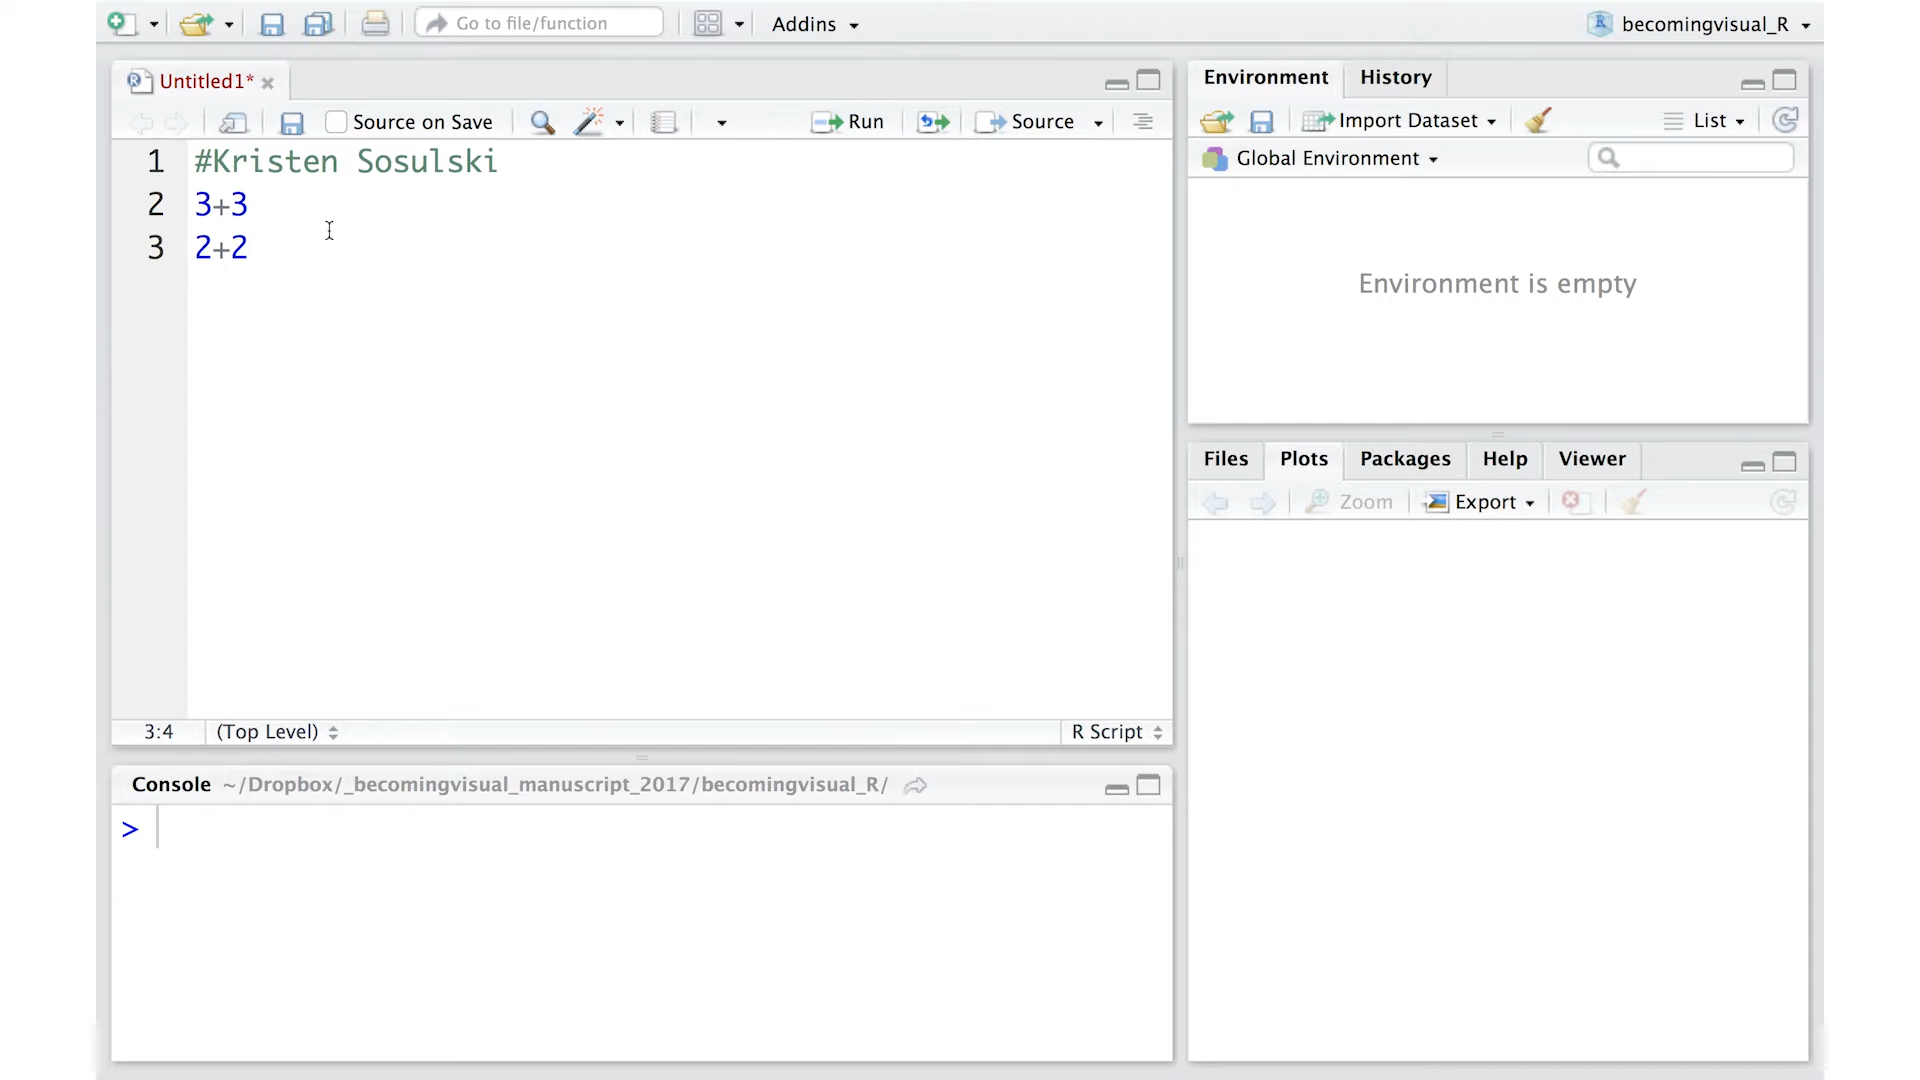 Go to file/function
Addins
becomingvisual_R
Untitled1*
Source on Save
Run
Source
1 #Kristen Sosulski
2 3+3
3 2+2
3:4 (Top Level)
R Script
Console ~/Dropbox/_becomingvisual_manuscript_2017/becomingvisual_R/
>
Environment History
Import Dataset
List
Global Environment
Environment is empty
Files Plots Packages Help Viewer
Zoom Export